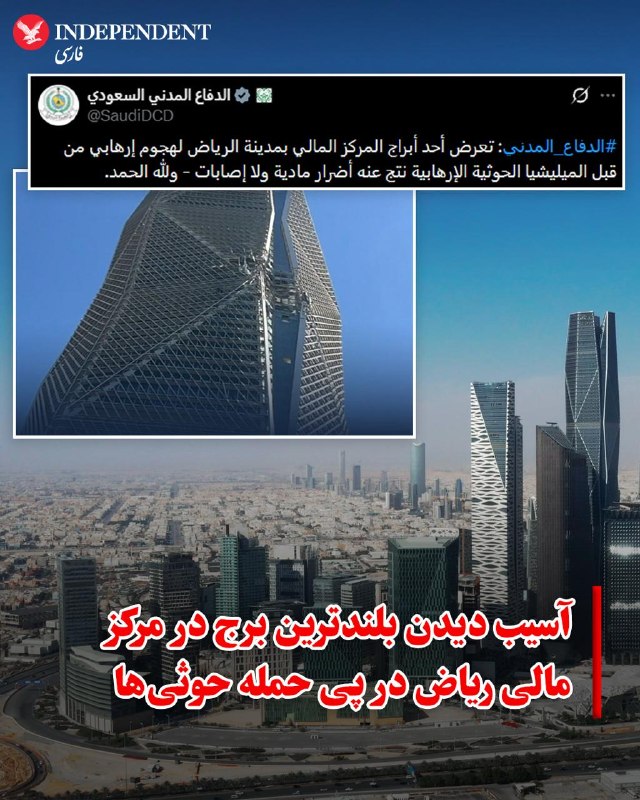 INDEPENDENT
فارسی
الدفاع المدني السعودي
@SaudiDCD
#الدفاع_المدني: تعرض أحد أبراج المركز المالي بمدينة الرياض لهجوم إرهابي من
قبل الميليشيا الحوثية الإرهابية نتج عنه أضرار مادية ولا إصابات - ولله الحمد.
آسیب دیدن بلندترین برج در مرکز
مالی ریاض در پی حمله حوثی‌ها